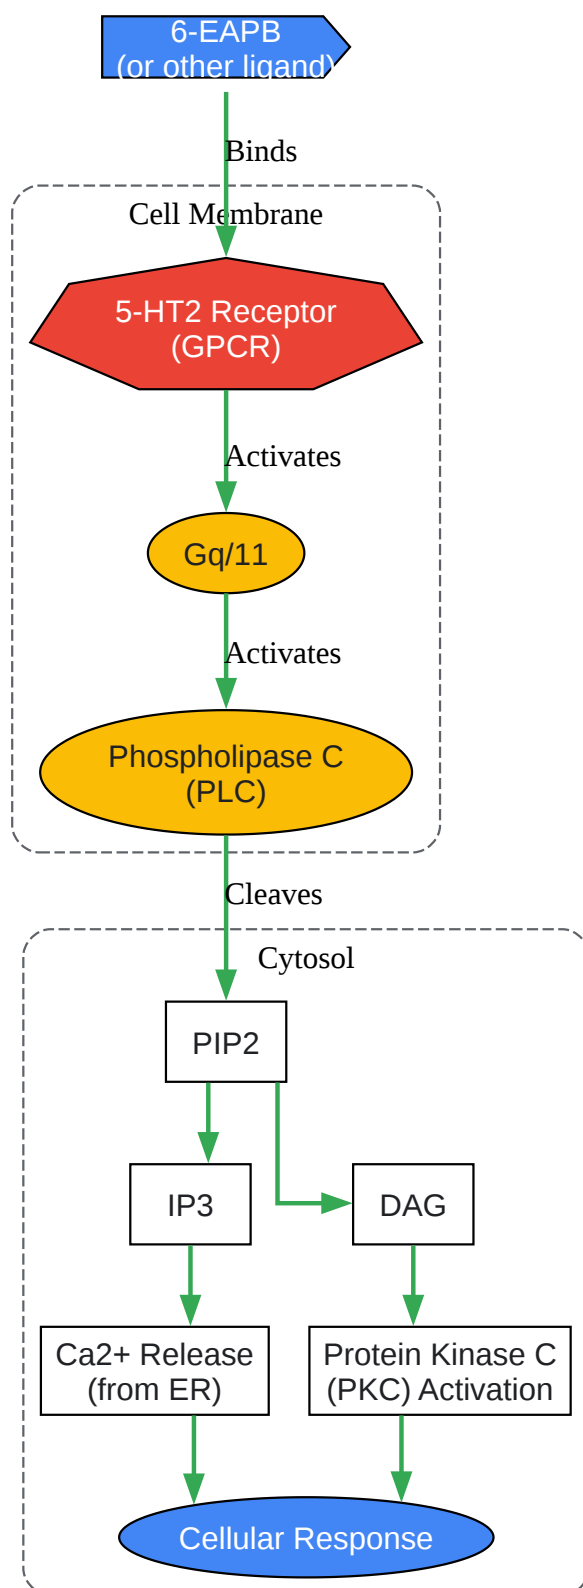 6-EAPB
(or other ligand)
Binds
Cell Membrane
5-HT2 Receptor
(GPCR)
Activates
Gq/11
Activates
Phospholipase C
(PLC)
Cleaves
Cytosol
PIP2
IP3
DAG
Ca2+ Release
(from ER)
Protein Kinase C
(PKC) Activation
Cellular Response